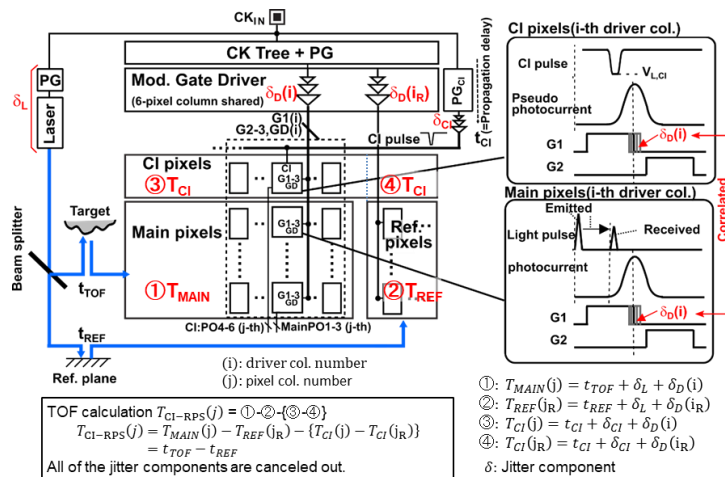 CK_IN
CK Tree + PG
PG
Laser
δ_L
Mod. Gate Driver
(6-pixel column shared)
δ_D(i)
δ_D(i_R)
PG_CI
δ_CI
t_CI (=Propagation delay)
G1(i)
G2-3,GD(i)
CI pulse
CI pixels
③T_CI
CI
G1-3
GD
④T_CI
Target
Beam splitter
t_TOF
Main pixels
①T_MAIN
G1-3
GD
G1-3
GD
Ref.
pixels
②T_REF
CI:PO4-6 (j-th)
MainPO1-3 (j-th)
t_REF
Ref. plane
(i): driver col. number
(j): pixel col. number
CI pixels(i-th driver col.)
CI pulse
V_L,CI
Pseudo
photocurrent
G1
δ_D(i)
G2
Correlated
Main pixels(i-th driver col.)
Emitted
Light pulse
Received
photocurrent
G1
δ_D(i)
G2
TOF calculation T_CI−RPS(j) = ①-②-{③-④}
T_CI−RPS(j) = T_MAIN(j) − T_REF(j_R) − {T_CI(j) − T_CI(j_R)}
= t_TOF − t_REF
All of the jitter components are canceled out.
①: T_MAIN(j) = t_TOF + δ_L + δ_D(i)
②: T_REF(j_R) = t_REF + δ_L + δ_D(i_R)
③: T_CI(j) = t_CI + δ_CI + δ_D(i)
④: T_CI(j_R) = t_CI + δ_CI + δ_D(i_R)
δ: Jitter component